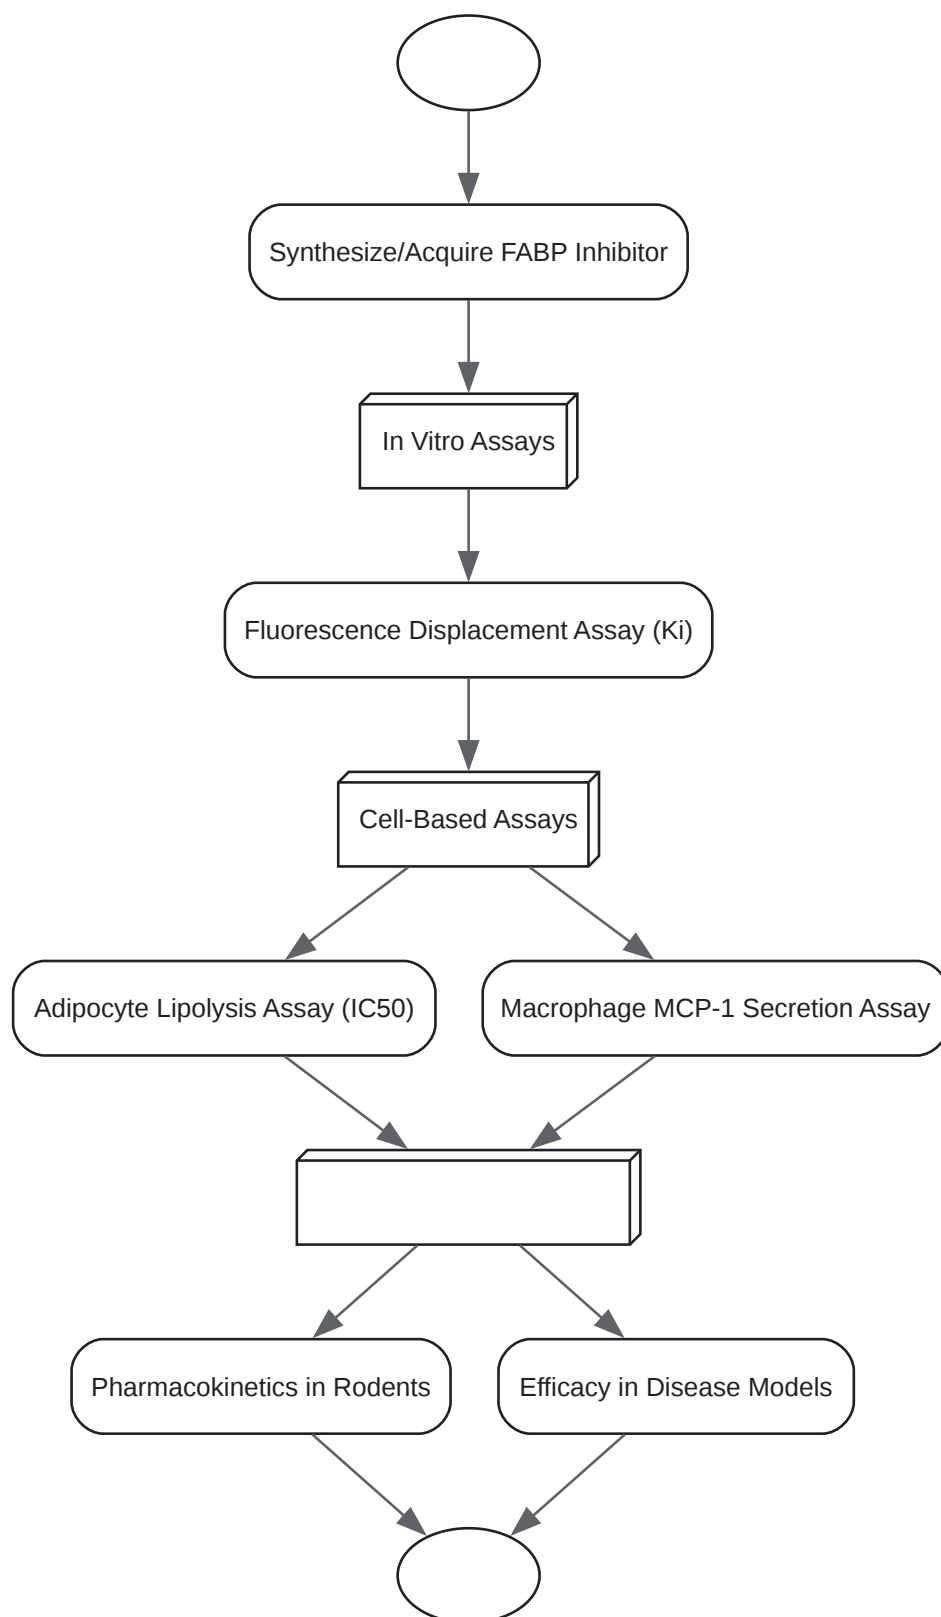 Synthesize/Acquire FABP Inhibitor
In Vitro Assays
Fluorescence Displacement Assay (Ki)
Cell-Based Assays
Adipocyte Lipolysis Assay (IC50)
Macrophage MCP-1 Secretion Assay
Pharmacokinetics in Rodents
Efficacy in Disease Models